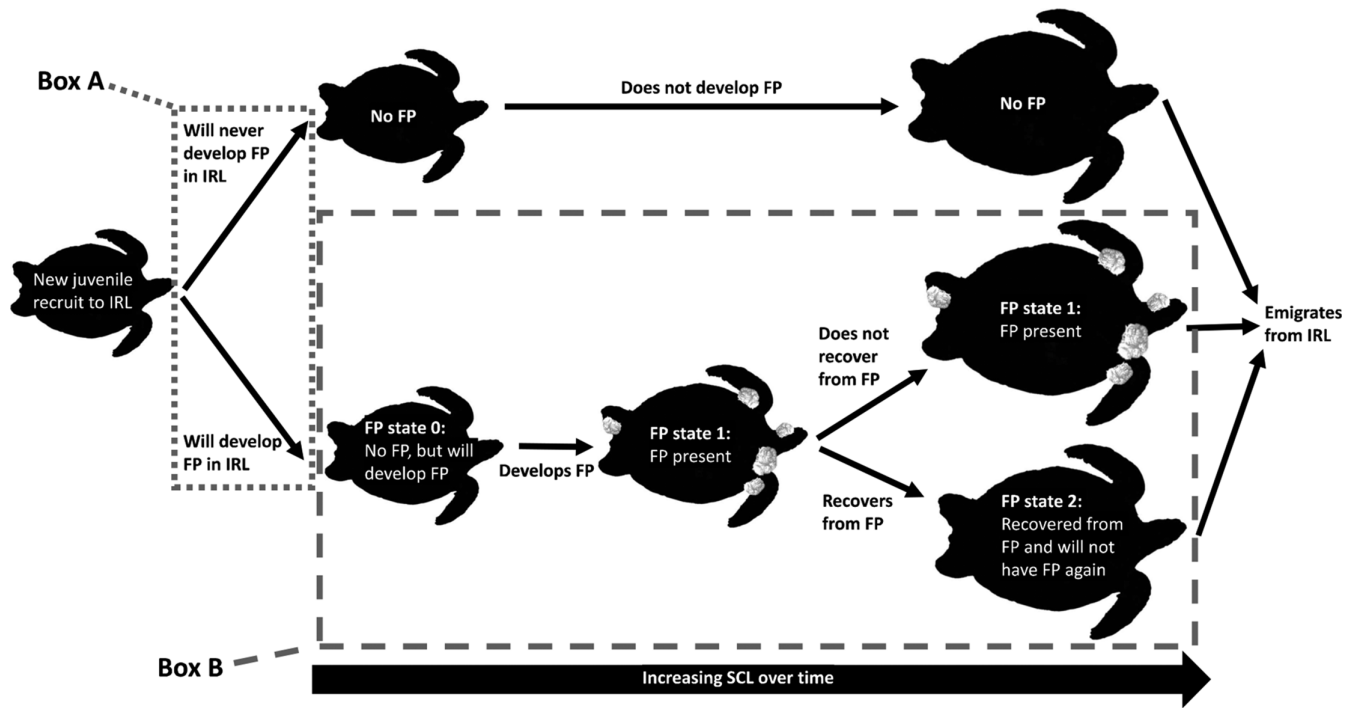 Box A
Will never
develop FP
in IRL
No FP
Does not develop FP
No FP
New juvenile
recruit to IRL
Will develop
FP in IRL
FP state 0:
No FP, but will
develop FP
Develops FP
FP state 1:
FP present
Does not
recover
from FP
FP state 1:
FP present
Recovers
from FP
FP state 2:
Recovered from
FP and will not
have FP again
Emigrates
from IRL
Box B
Increasing SCL over time